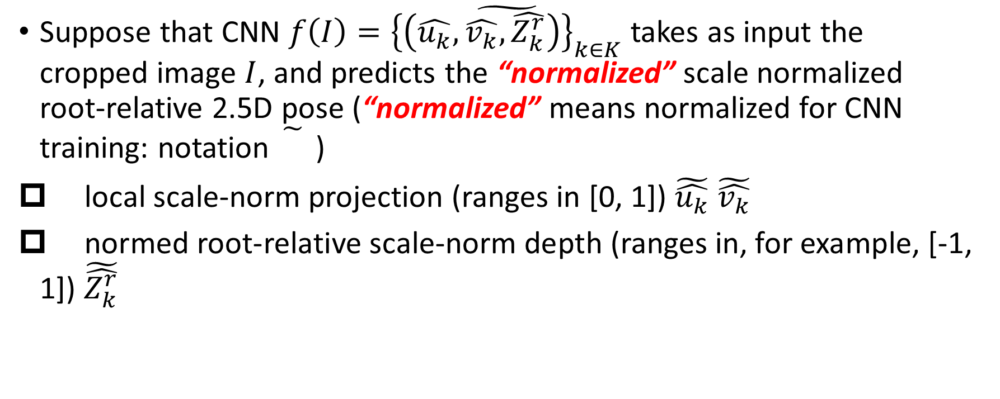 • Suppose that CNN $f(I) = \{\widetilde{(\widehat{u_k}, \widehat{v_k}, \widehat{Z_k^r})}\}_{k \in K}$ takes as input the
cropped image $I$, and predicts the “normalized” scale normalized
root-relative 2.5D pose (“normalized” means normalized for CNN
training: notation ~ )
❑ local scale-norm projection (ranges in [0, 1]) $\widetilde{\widehat{u_k}}$ $\widetilde{\widehat{v_k}}$
❑ normed root-relative scale-norm depth (ranges in, for example, [-1,
1]) $\widetilde{\widehat{Z_k^r}}$